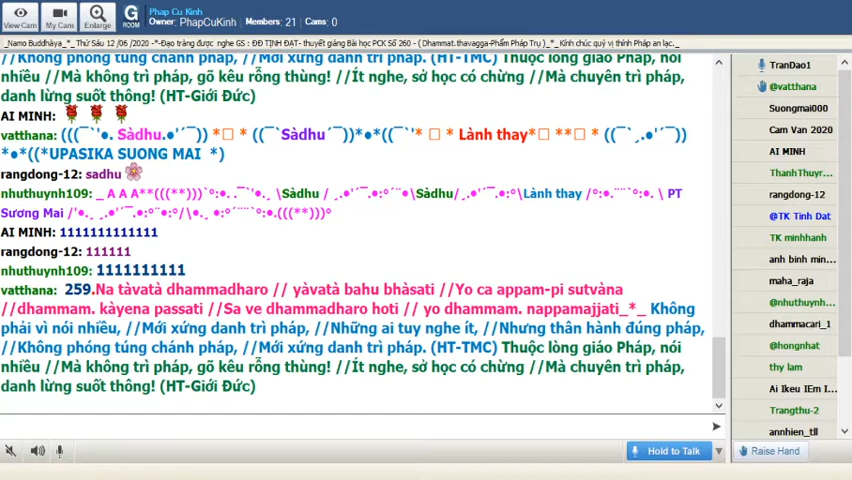 View Cam
My Cam
Enlarge
G
ROOM
Phap Cu Kinh
Owner: PhapCuKinh | Members: 21 | Cams: 0
_Namo Buddhàya_*_ Thứ Sáu 12 /06 /2020 -*-Đạo tràng được nghe GS : ĐĐ TỊNH ĐẠT- thuyết giảng Bài học PCK Số 260 - ( Dhammat.thavagga-Phẩm Pháp Trụ )_*_ Kính chúc quý vị thính Pháp an lạc._
//Không phóng túng chánh pháp, //Mới xứng danh trì pháp. (HT-TMC) Thuộc lòng giáo Pháp, nói
nhiều //Mà không trì pháp, gõ kêu rỗng thùng! //Ít nghe, sở học có chừng //Mà chuyên trì pháp,
danh lừng suốt thông! (HT-Giới Đức)
AI MINH:
vatthana: (((¯`'•. Sàdhu.•'´¯)) *□ * ((¯`Sàdhu´¯))*•*((¯`'* □ * Lành thay*□ **□ * ((¯`¸.•'´¯))
*•*((*UPASIKA SUONG MAI *)
rangdong-12: sadhu
nhuthuynh109: _ A A A**(((**)))`°:•. .¯`'•.¸ \Sàdhu / ¸.•'´¯.•:°´¨•\Sàdhu/¸.•'´¯.•:°\Lành thay /°:•.¨¨`°:•. \ PT
Sương Mai /'•.¸ ¸.•'´¯.•:°¨•:°/\•.¸ •:°´¨¨`°:•.(((**)))°
AI MINH: 1111111111111
rangdong-12: 111111
nhuthuynh109: 1111111111
vatthana: 259.Na tàvatà dhammadharo // yàvatà bahu bhàsati //Yo ca appam-pi sutvàna
//dhammam. kàyena passati //Sa ve dhammadharo hoti // yo dhammam. nappamajjati_*_ Không
phải vì nói nhiều, //Mới xứng danh trì pháp, //Những ai tuy nghe ít, //Nhưng thân hành đúng pháp,
//Không phóng túng chánh pháp, //Mới xứng danh trì pháp. (HT-TMC) Thuộc lòng giáo Pháp, nói
nhiều //Mà không trì pháp, gõ kêu rỗng thùng! //Ít nghe, sở học có chừng //Mà chuyên trì pháp,
danh lừng suốt thông! (HT-Giới Đức)
TranDao1
@vatthana
Suongmai000
Cam Van 2020
AI MINH
ThanhThuyr...
rangdong-12
@TK Tinh Dat
TK minhhanh
anh binh min...
maha_raja
@nhuthuynh...
dhammacari_1
@hongnhat
thy lam
Ai Ikeu IEm I...
Trangthu-2
annhien_tll
Hold to Talk
Raise Hand